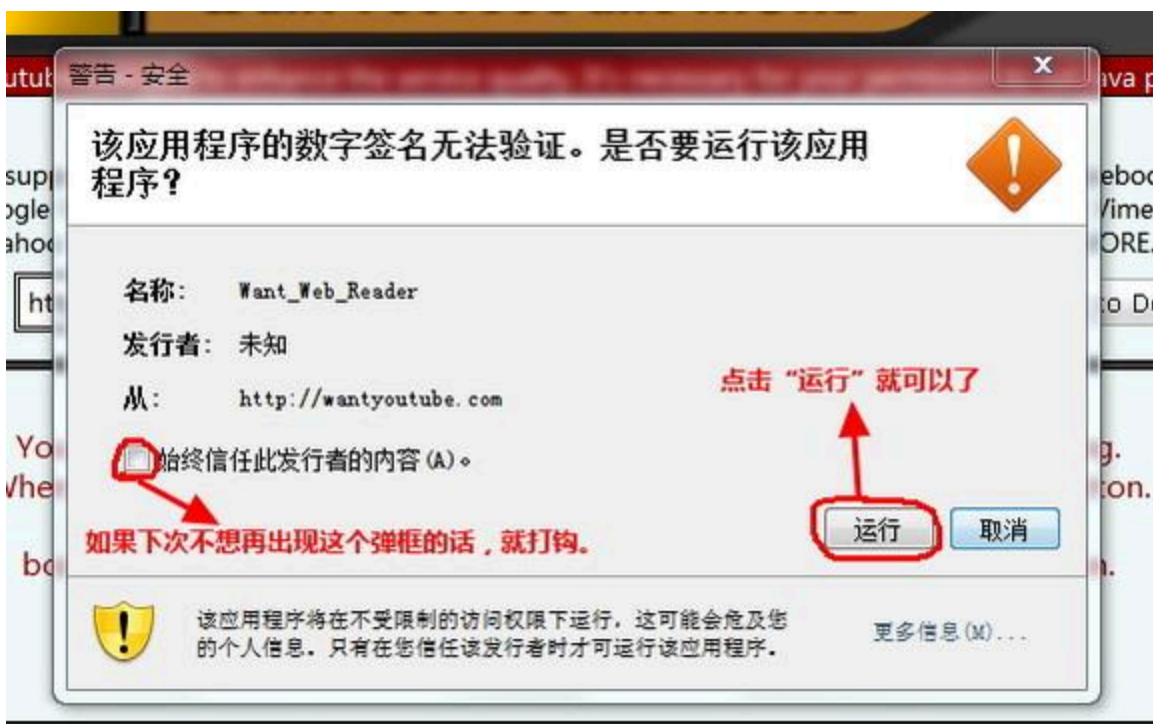 警告 - 安全
该应用程序的数字签名无法验证。是否要运行该应用
程序?
名称: Want_Web_Reader
发行者: 未知
从: http://wantyoutube.com
点击“运行”就可以了
始终信任此发行者的内容(A)。
如果下次不想再出现这个弹框的话,就打钩。
运行 取消
该应用程序将在不受限制的访问权限下运行,这可能会危及您
的个人信息。只有在您信任该发行者时才可运行该应用程序。
更多信息(M)...